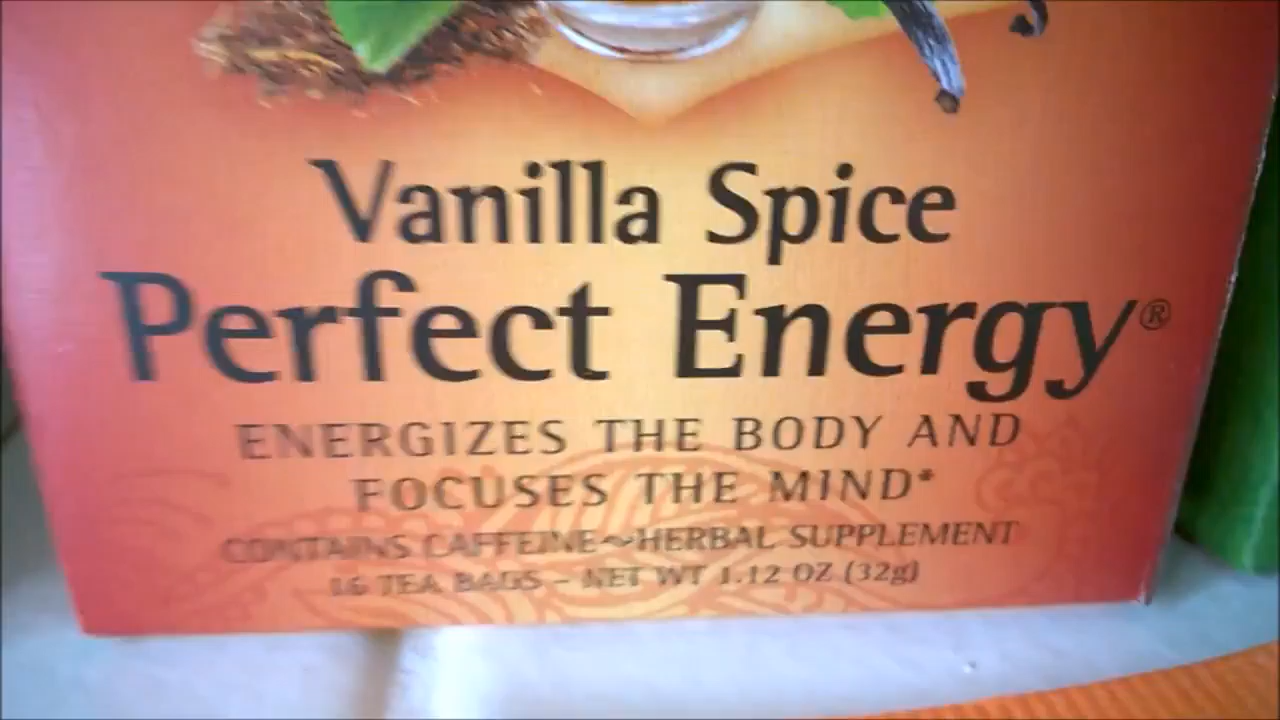 Vanilla Spice
Perfect Energy®
ENERGIZES THE BODY AND
FOCUSES THE MIND*
CONTAINS CAFFEINE~HERBAL SUPPLEMENT
16 TEA BAGS – NET WT 1.12 OZ (32g)